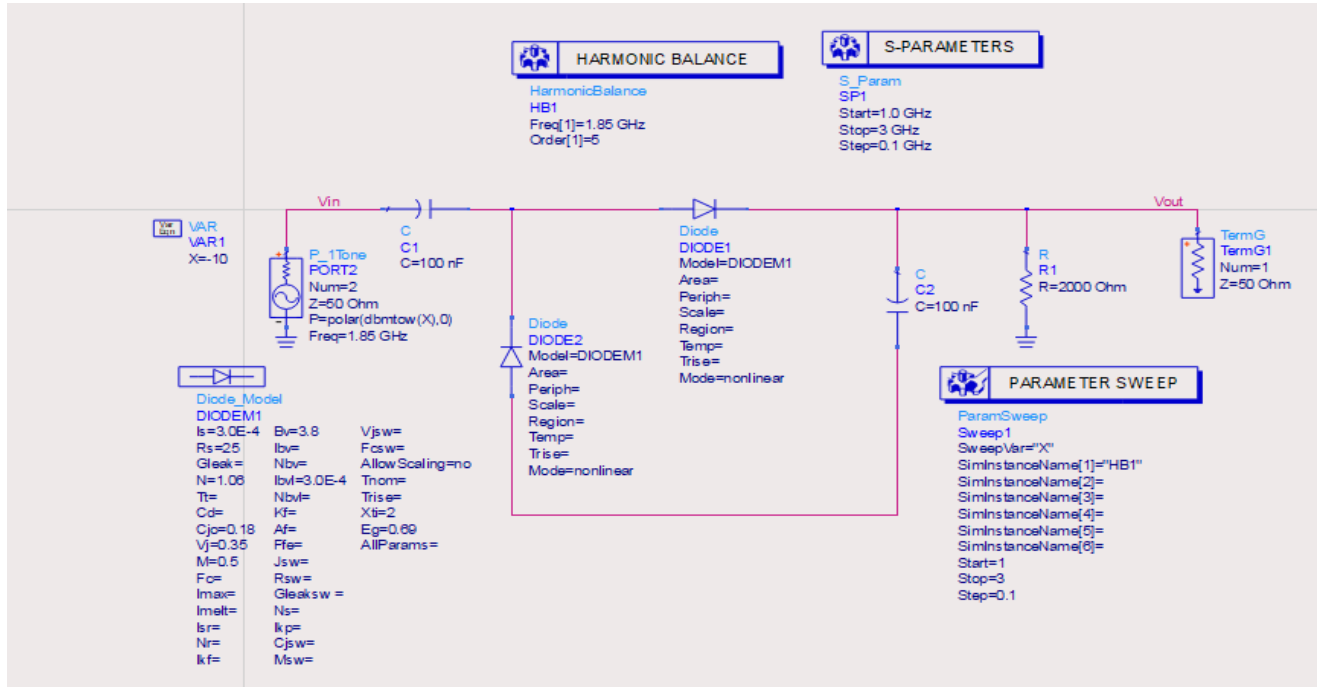 HARMONIC BALANCE
HarmonicBalance
HB1
Freq[1]=1.85 GHz
Order[1]=5
S-PARAMETERS
S_Param
SP1
Start=1.0 GHz
Stop=3 GHz
Step=0.1 GHz
Var
Eqn
VAR
VAR1
X=-10
Vin
P_1Tone
PORT2
Num=2
Z=50 Ohm
P=polar(dbmtow(X),0)
Freq=1.85 GHz
C
C1
C=100 nF
Diode
DIODE2
Model=DIODEM1
Area=
Periph=
Scale=
Region=
Temp=
Trise=
Mode=nonlinear
Diode
DIODE1
Model=DIODEM1
Area=
Periph=
Scale=
Region=
Temp=
Trise=
Mode=nonlinear
C
C2
C=100 nF
R
R1
R=2000 Ohm
Vout
TermG
TermG1
Num=1
Z=50 Ohm
Diode_Model
DIODEM1
Is=3.0E-4 Bv=3.8 Vjsw=
Rs=25 Ibv= Fcsw=
Gleak= Nbv= AllowScaling=no
N=1.06 Ibvl=3.0E-4 Tnom=
Tt= Nbvl= Trise=
Cd= Kf= Xti=2
Cjo=0.18 Af= Eg=0.69
Vj=0.35 Ffe= AllParams=
M=0.5 Jsw=
Fc= Rsw=
Imax= Gleaksw =
Imelt= Ns=
Isr= Ikp=
Nr= Cjsw=
Ikf= Msw=
PARAMETER SWEEP
ParamSweep
Sweep1
SweepVar="X"
SimInstanceName[1]="HB1"
SimInstanceName[2]=
SimInstanceName[3]=
SimInstanceName[4]=
SimInstanceName[5]=
SimInstanceName[6]=
Start=1
Stop=3
Step=0.1